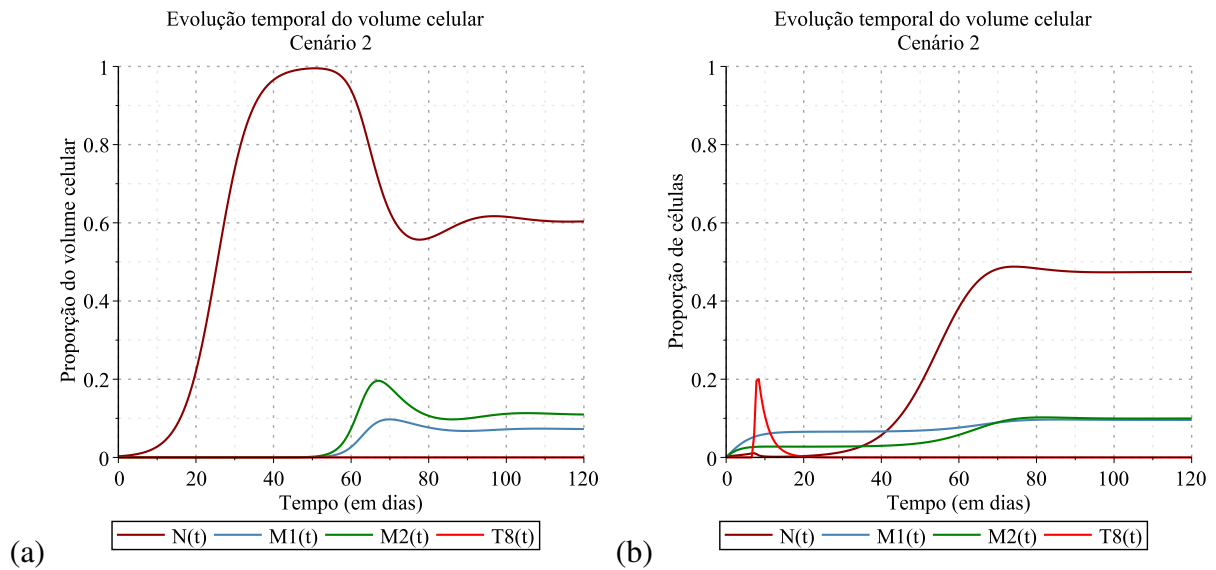 Evolução temporal do volume celular
Cenário 2
Proporção do volume celular
1
0.8
0.6
0.4
0.2
0
0 20 40 60 80 100 120
Tempo (em dias)
N(t) M1(t) M2(t) T8(t)
(a)
Evolução temporal do volume celular
Cenário 2
Proporção de células
1
0.8
0.6
0.4
0.2
0
0 20 40 60 80 100 120
Tempo (em dias)
N(t) M1(t) M2(t) T8(t)
(b)